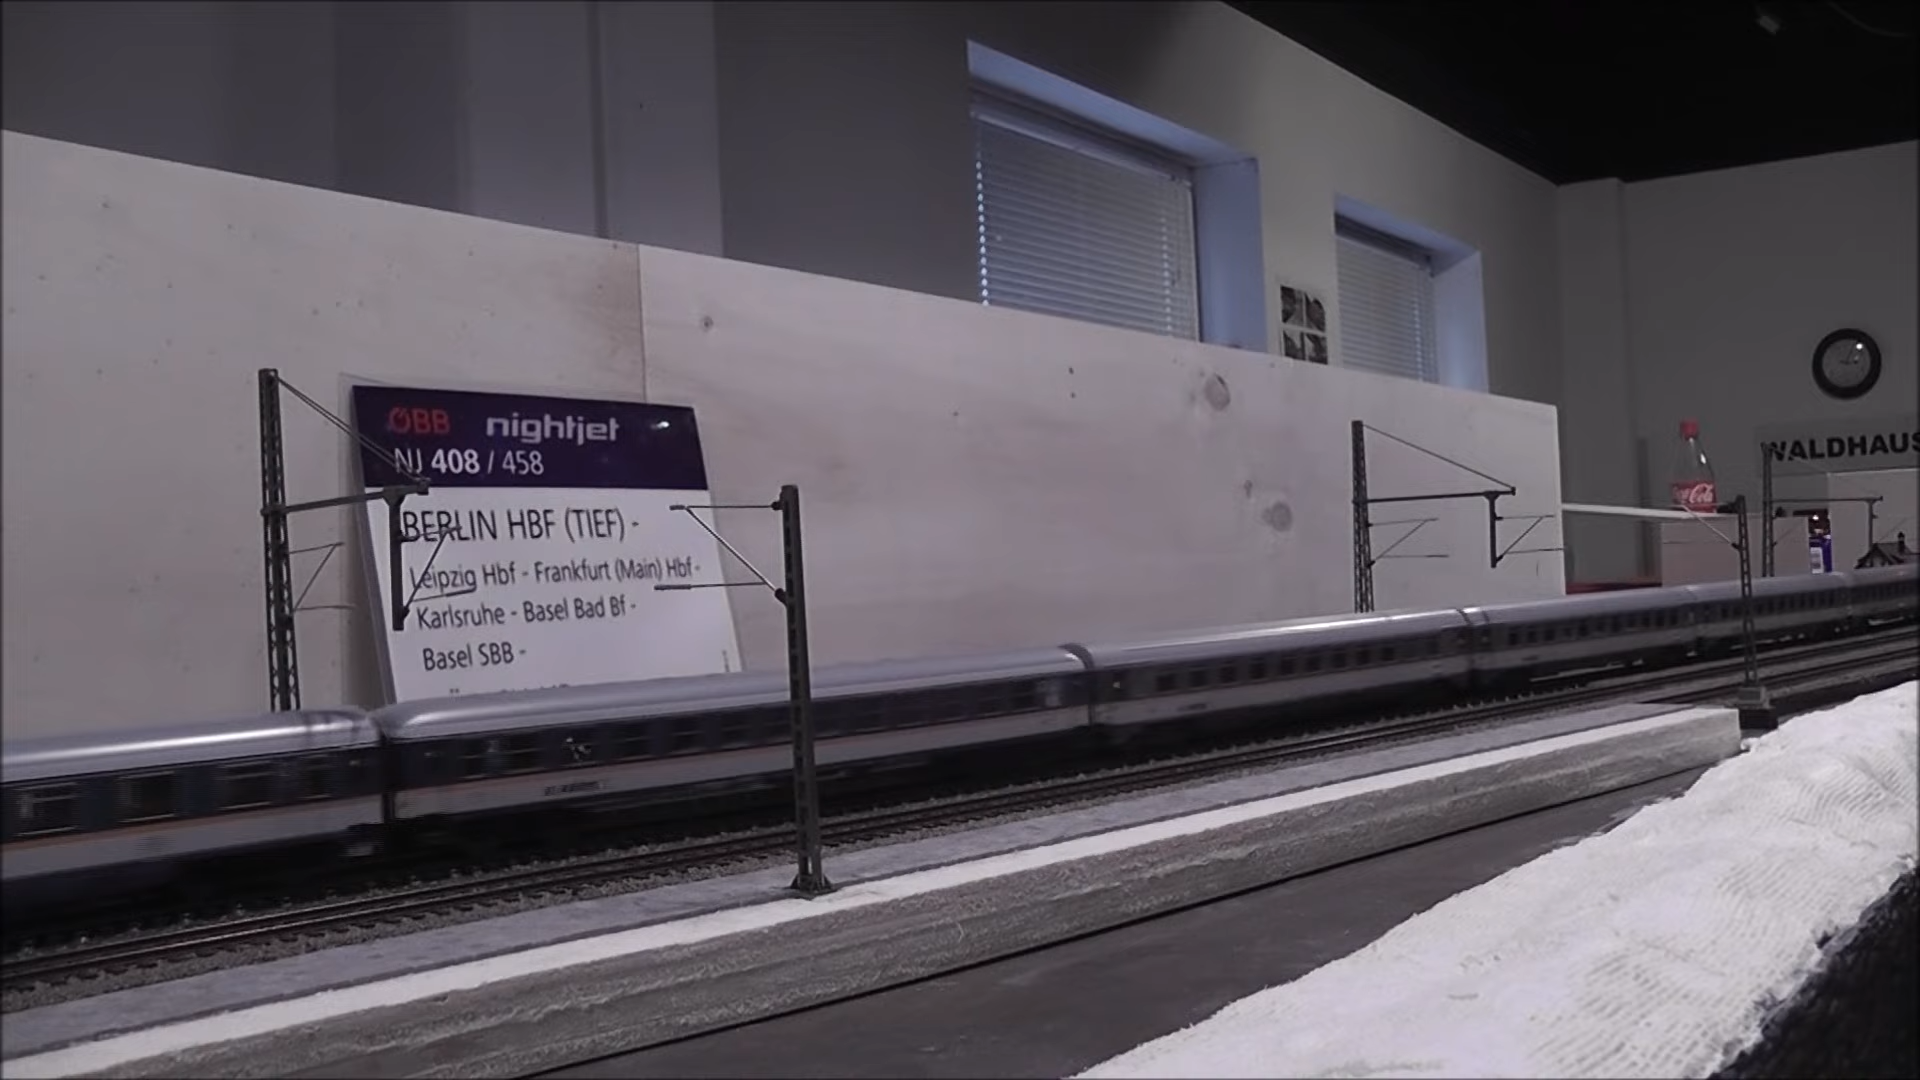 ÖBB nightjet
NJ 408 / 458
BERLIN HBF (TIEF) -
Leipzig Hbf - Frankfurt (Main) Hbf -
Karlsruhe - Basel Bad Bf -
Basel SBB -
WALDHAUS
Coca-Cola